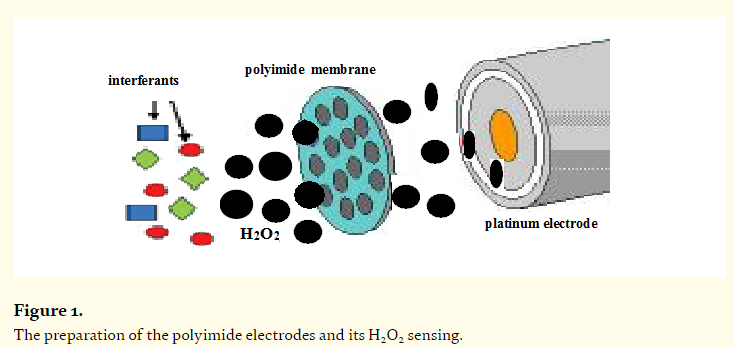 interferants
polyimide membrane
H₂O₂
platinum electrode
Figure 1.
The preparation of the polyimide electrodes and its H₂O₂ sensing.